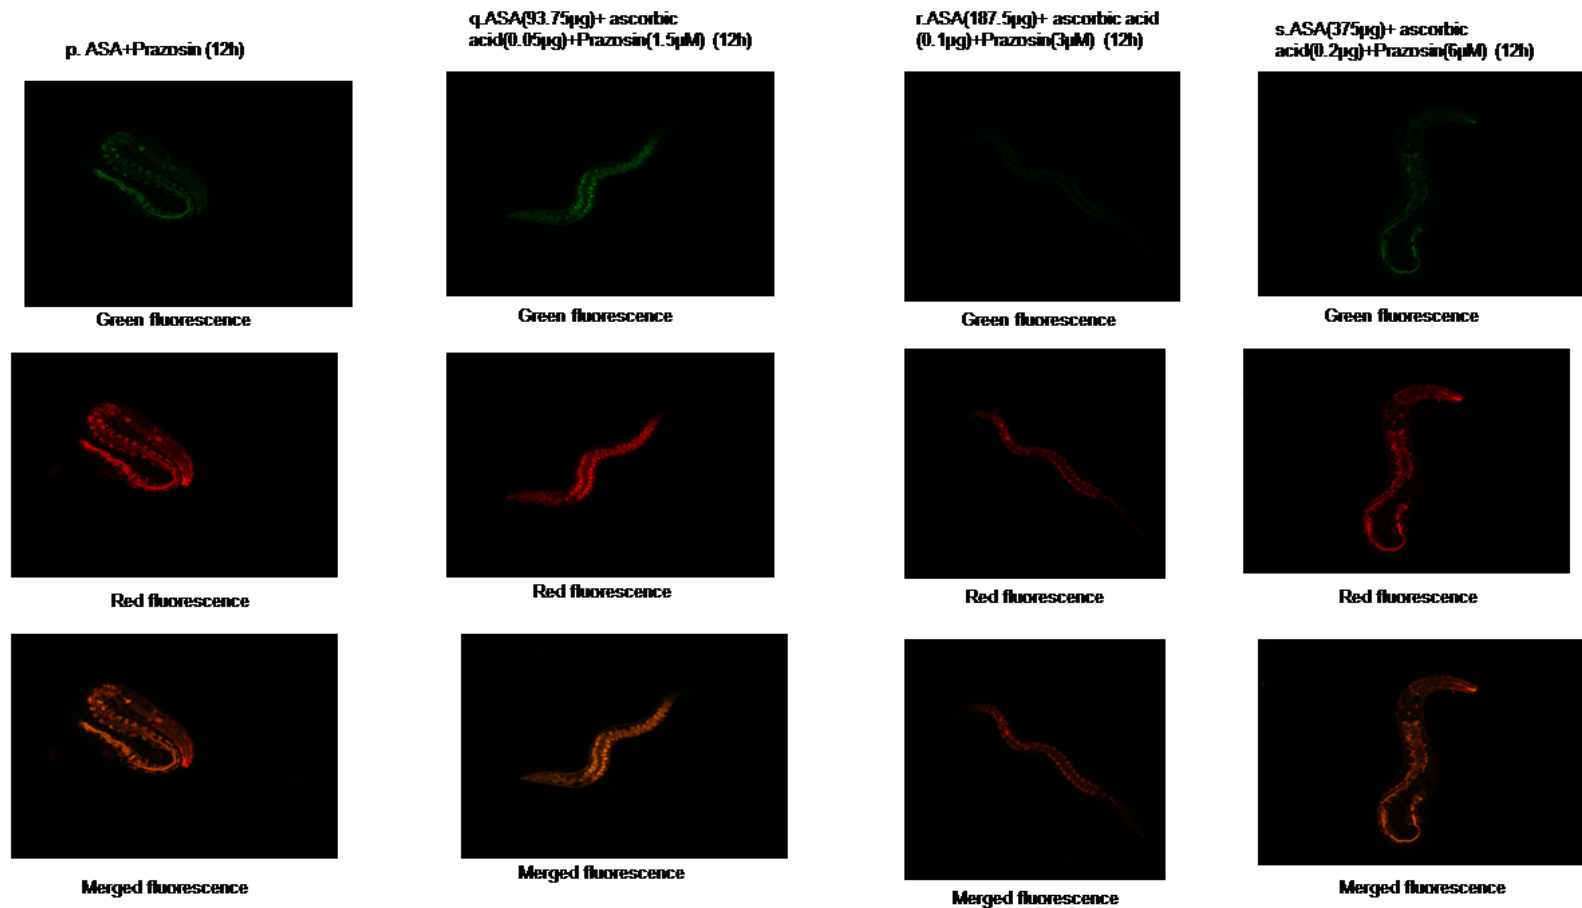 p. ASA+Prazosin (12h)
q.ASA(93.75µg)+ ascorbic
acid(0.05µg)+Prazosin(1.5µM) (12h)
r.ASA(187.5µg)+ ascorbic acid
(0.1µg)+Prazosin(3µM) (12h)
s.ASA(375µg)+ ascorbic
acid(0.2µg)+Prazosin(6µM) (12h)
Green fluorescence
Green fluorescence
Green fluorescence
Green fluorescence
Red fluorescence
Red fluorescence
Red fluorescence
Red fluorescence
Merged fluorescence
Merged fluorescence
Merged fluorescence
Merged fluorescence